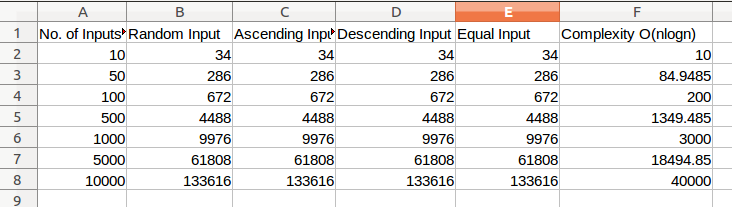 A B C D E F
1 No. of Inputs Random Input Ascending Inpu Descending Input Equal Input Complexity O(nlogn)
2 10 34 34 34 34 10
3 50 286 286 286 286 84.9485
4 100 672 672 672 672 200
5 500 4488 4488 4488 4488 1349.485
6 1000 9976 9976 9976 9976 3000
7 5000 61808 61808 61808 61808 18494.85
8 10000 133616 133616 133616 133616 40000
9